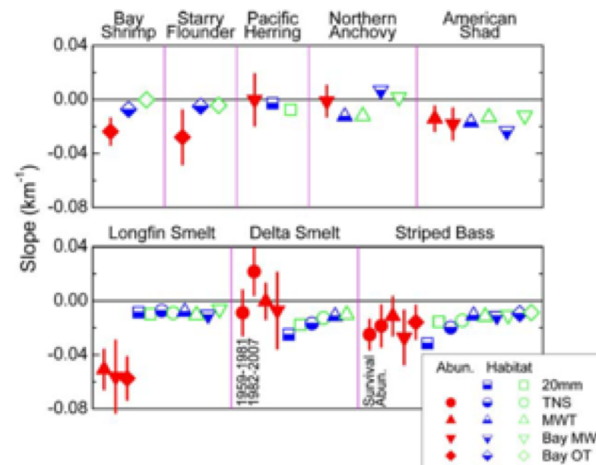 Bay Shrimp
Starry Flounder
Pacific Herring
Northern Anchovy
American Shad
0.04
0.00
-0.04
-0.08
Slope (km-1)
Longfin Smelt
Delta Smelt
Striped Bass
0.04
0.00
-0.04
-0.08
1959-1981
1982-2007
Survival
Abun.
Abun. Habitat
20mm
TNS
MWT
Bay MW
Bay OT